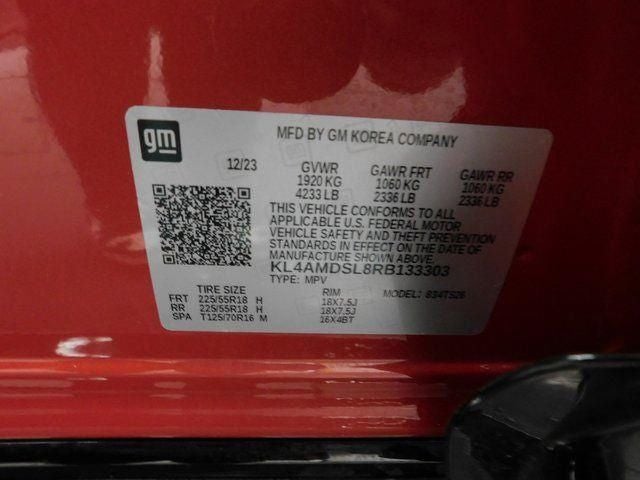 gm
MFD BY GM KOREA COMPANY
12/23
GVWR GAWR FRT GAWR RR
1920 KG 1060 KG 1060 KG
4233 LB 2336 LB 2336 LB
THIS VEHICLE CONFORMS TO ALL
APPLICABLE U.S. FEDERAL MOTOR
VEHICLE SAFETY AND THEFT PREVENTION
STANDARDS IN EFFECT ON THE DATE OF
MANUFACTURE SHOWN ABOVE.
KL4AMDSL8RB133303
TYPE: MPV MODEL:
TIRE SIZE RIM
FRT 225/55R18 H 18X7.5J
RR 225/55R18 H 18X7.5J
SPA T125/70R16 M 16X4BT